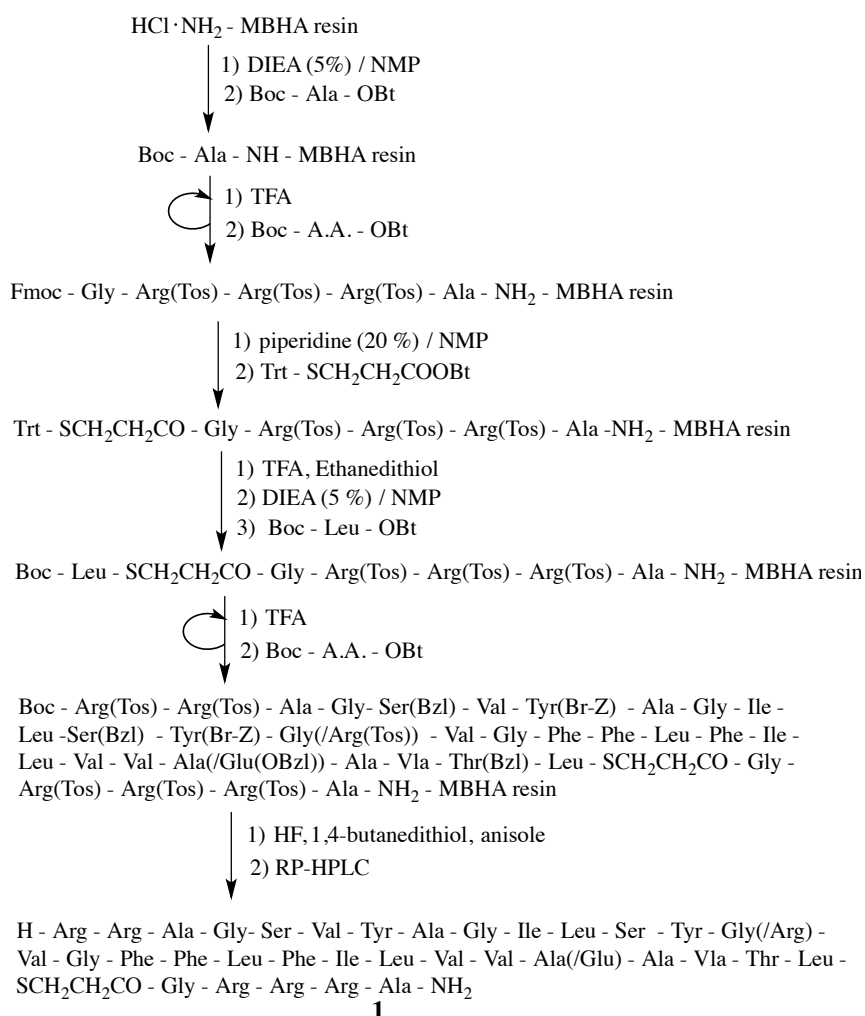 HCl·NH₂ - MBHA resin
1) DIEA (5%) / NMP
2) Boc - Ala - OBt
Boc - Ala - NH - MBHA resin
1) TFA
2) Boc - A.A. - OBt
Fmoc - Gly - Arg(Tos) - Arg(Tos) - Arg(Tos) - Ala - NH₂ - MBHA resin
1) piperidine (20 %) / NMP
2) Trt - SCH₂CH₂COOBt
Trt - SCH₂CH₂CO - Gly - Arg(Tos) - Arg(Tos) - Arg(Tos) - Ala -NH₂ - MBHA resin
1) TFA, Ethanedithiol
2) DIEA (5 %) / NMP
3) Boc - Leu - OBt
Boc - Leu - SCH₂CH₂CO - Gly - Arg(Tos) - Arg(Tos) - Arg(Tos) - Ala - NH₂ - MBHA resin
1) TFA
2) Boc - A.A. - OBt
Boc - Arg(Tos) - Arg(Tos) - Ala - Gly- Ser(Bzl) - Val - Tyr(Br-Z) - Ala - Gly - Ile -
Leu -Ser(Bzl) - Tyr(Br-Z) - Gly(/Arg(Tos)) - Val - Gly - Phe - Phe - Leu - Phe - Ile -
Leu - Val - Val - Ala(/Glu(OBzl)) - Ala - Vla - Thr(Bzl) - Leu - SCH₂CH₂CO - Gly -
Arg(Tos) - Arg(Tos) - Arg(Tos) - Ala - NH₂ - MBHA resin
1) HF, 1,4-butanedithiol, anisole
2) RP-HPLC
H - Arg - Arg - Ala - Gly- Ser - Val - Tyr - Ala - Gly - Ile - Leu - Ser - Tyr - Gly(/Arg) -
Val - Gly - Phe - Phe - Leu - Phe - Ile - Leu - Val - Val - Ala(/Glu) - Ala - Vla - Thr - Leu -
SCH₂CH₂CO - Gly - Arg - Arg - Arg - Ala - NH₂
1